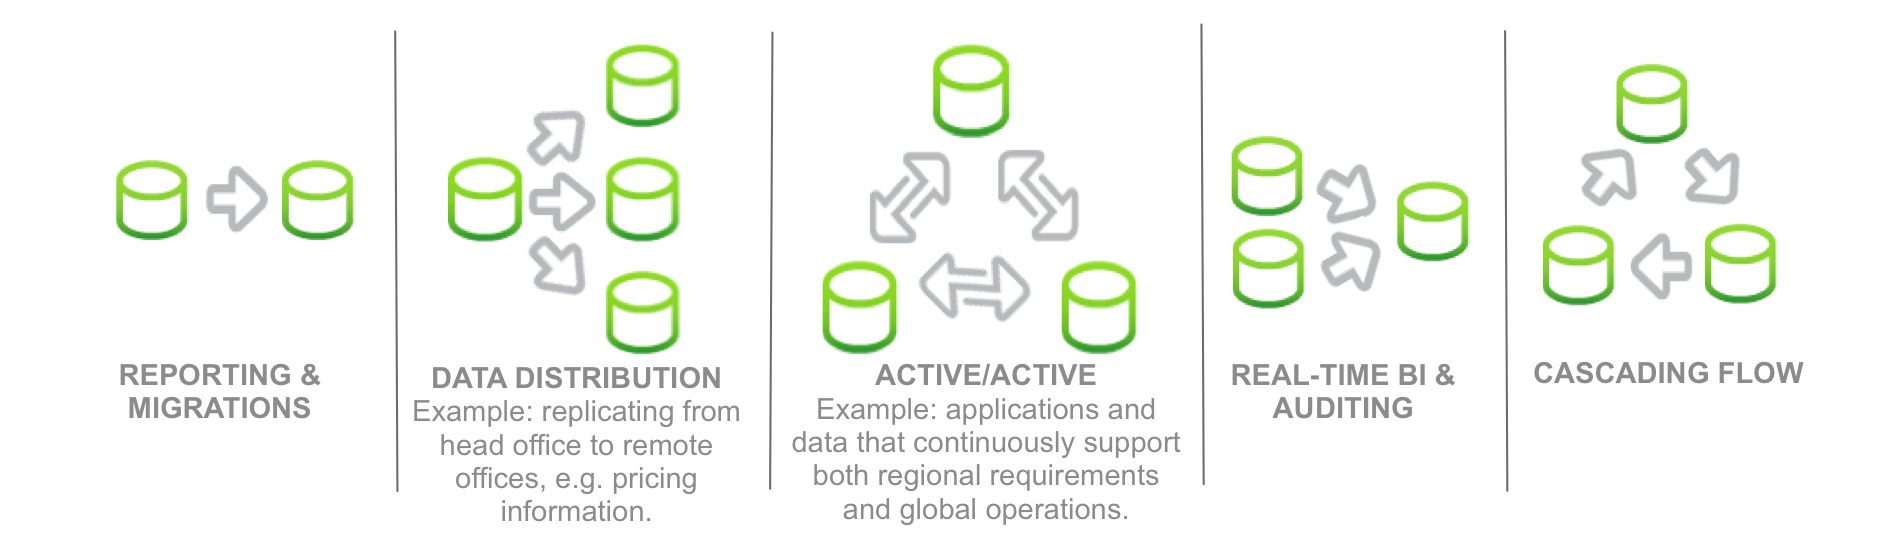 REPORTING &
MIGRATIONS
DATA DISTRIBUTION
Example: replicating from
head office to remote
offices, e.g. pricing
information.
ACTIVE/ACTIVE
Example: applications and
data that continuously support
both regional requirements
and global operations.
REAL-TIME BI &
AUDITING
CASCADING FLOW